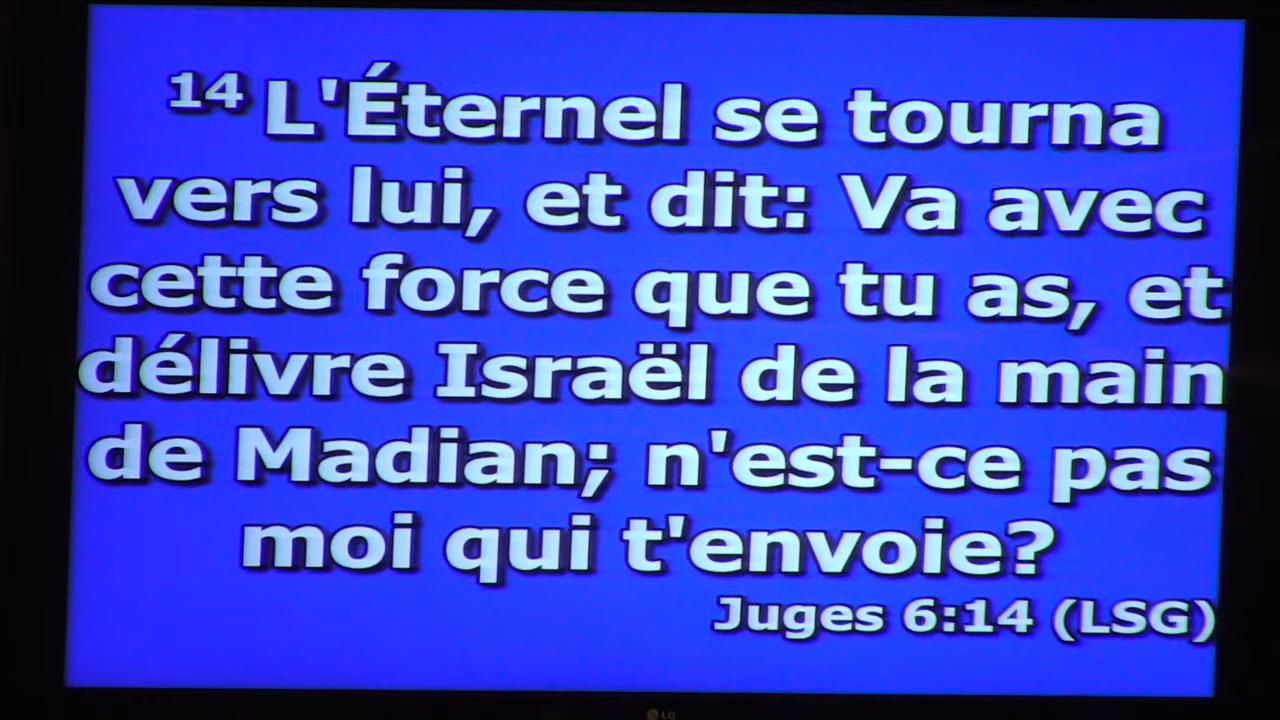 14 L'Éternel se tourna
vers lui, et dit: Va avec
cette force que tu as, et
délivre Israël de la main
de Madian; n'est-ce pas
moi qui t'envoie?
Juges 6:14 (LSG)
LG